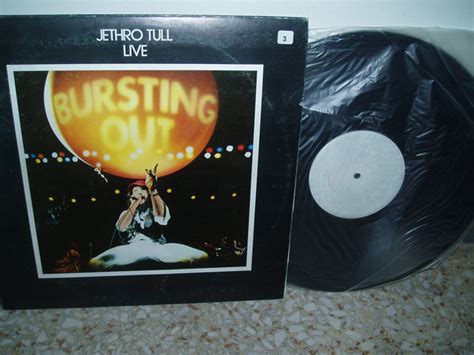 JETHRO TULL
LIVE
3
BURSTING
OUT